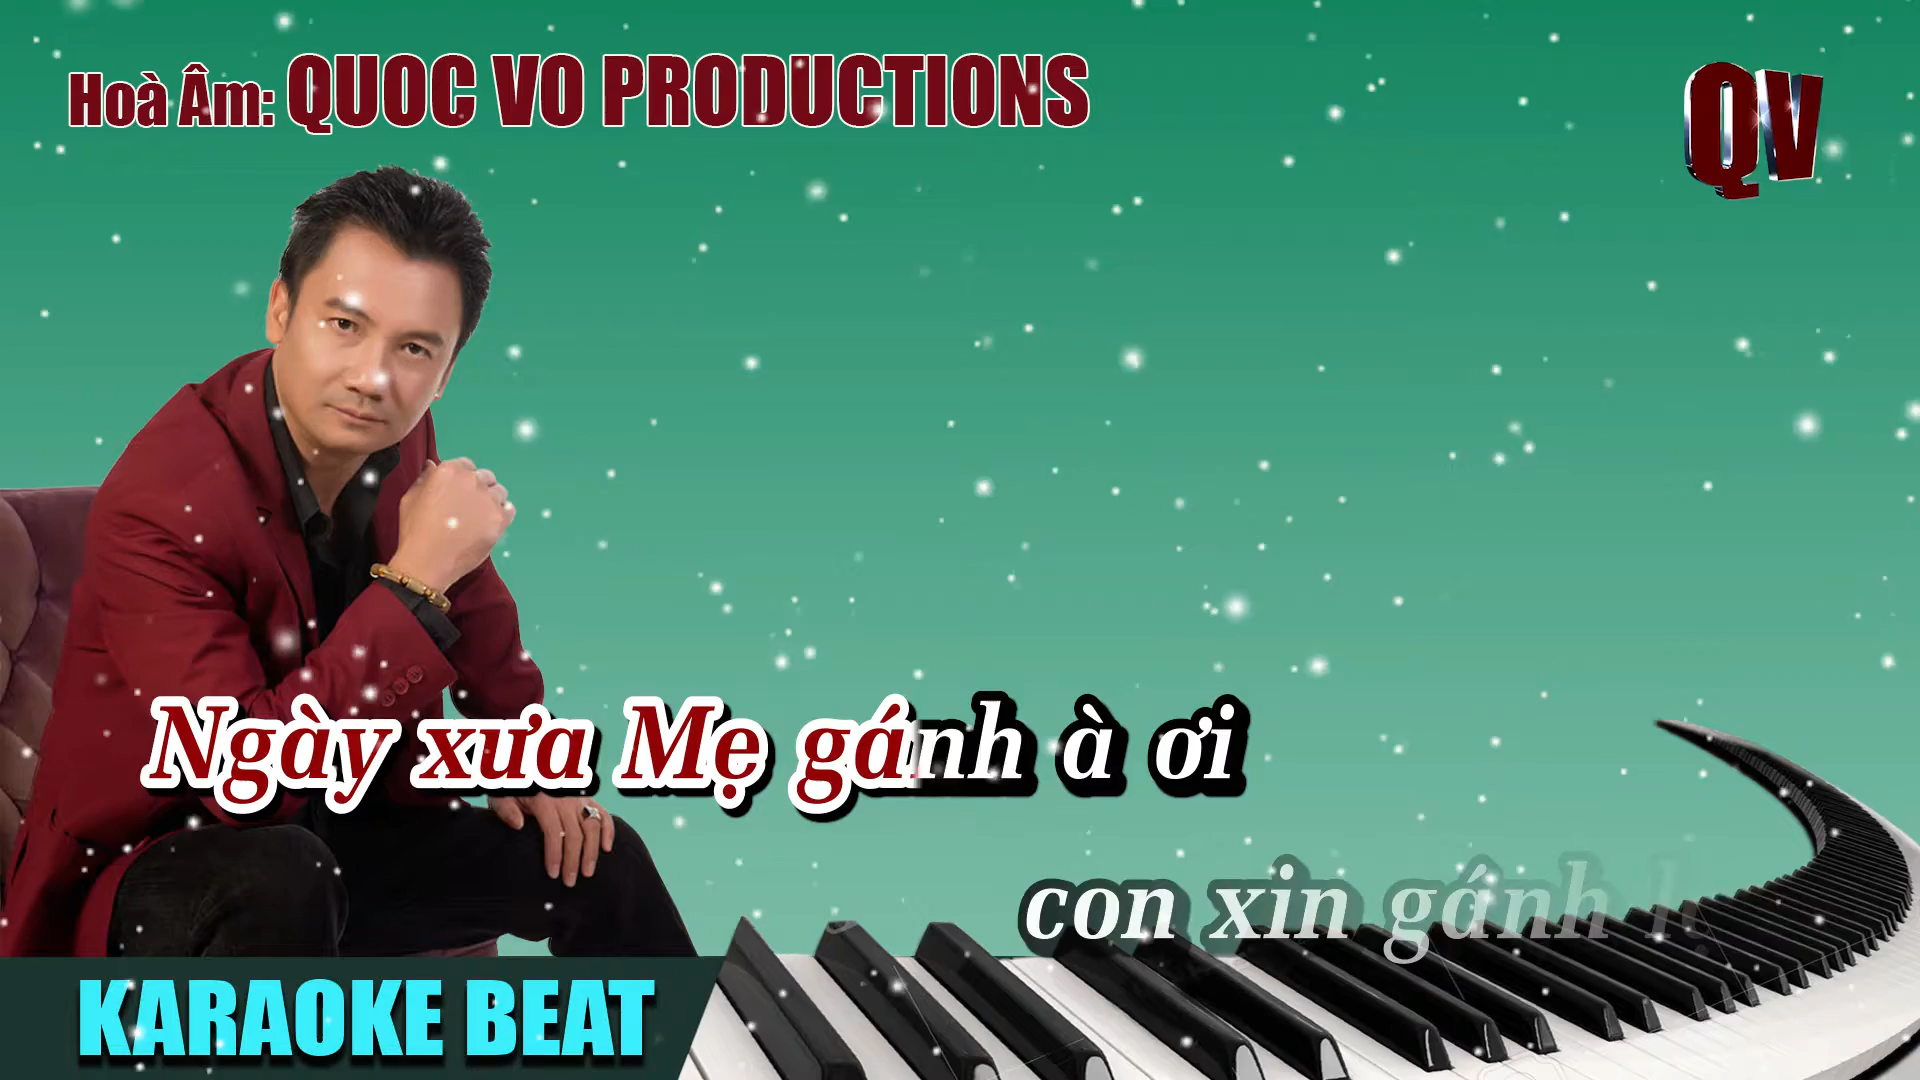 Hoà Âm: QUOC VO PRODUCTIONS
QV
Ngày xưa Mẹ gánh à ơi
con xin gánh
KARAOKE BEAT